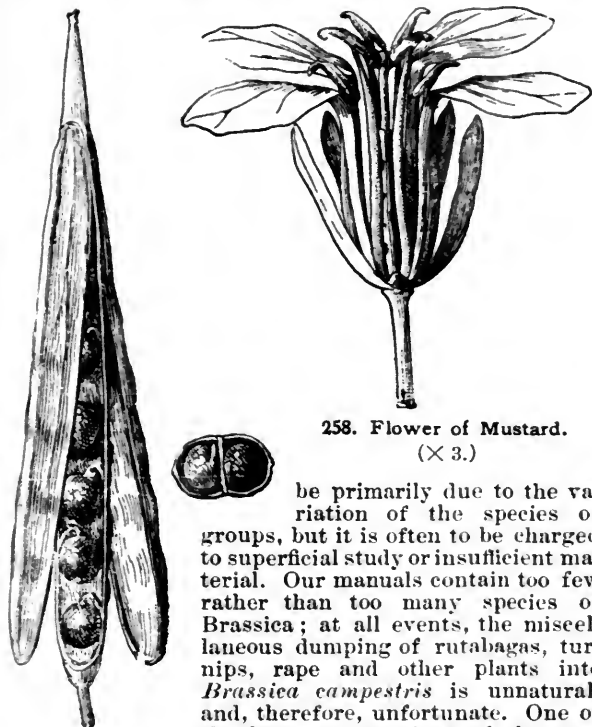 258. Flower of Mustard.
(× 3.)
be primarily due to the va-
riation of the species o
groups, but it is often to be charged
to superficial study or insufficient ma
terial. Our manuals contain too few
rather than too many species o
Brassica; at all events, the miscel
laneous dumping of rutabagas, tur
nips, rape and other plants into
Brassica campestris is unnatural
and, therefore, unfortunate. One o